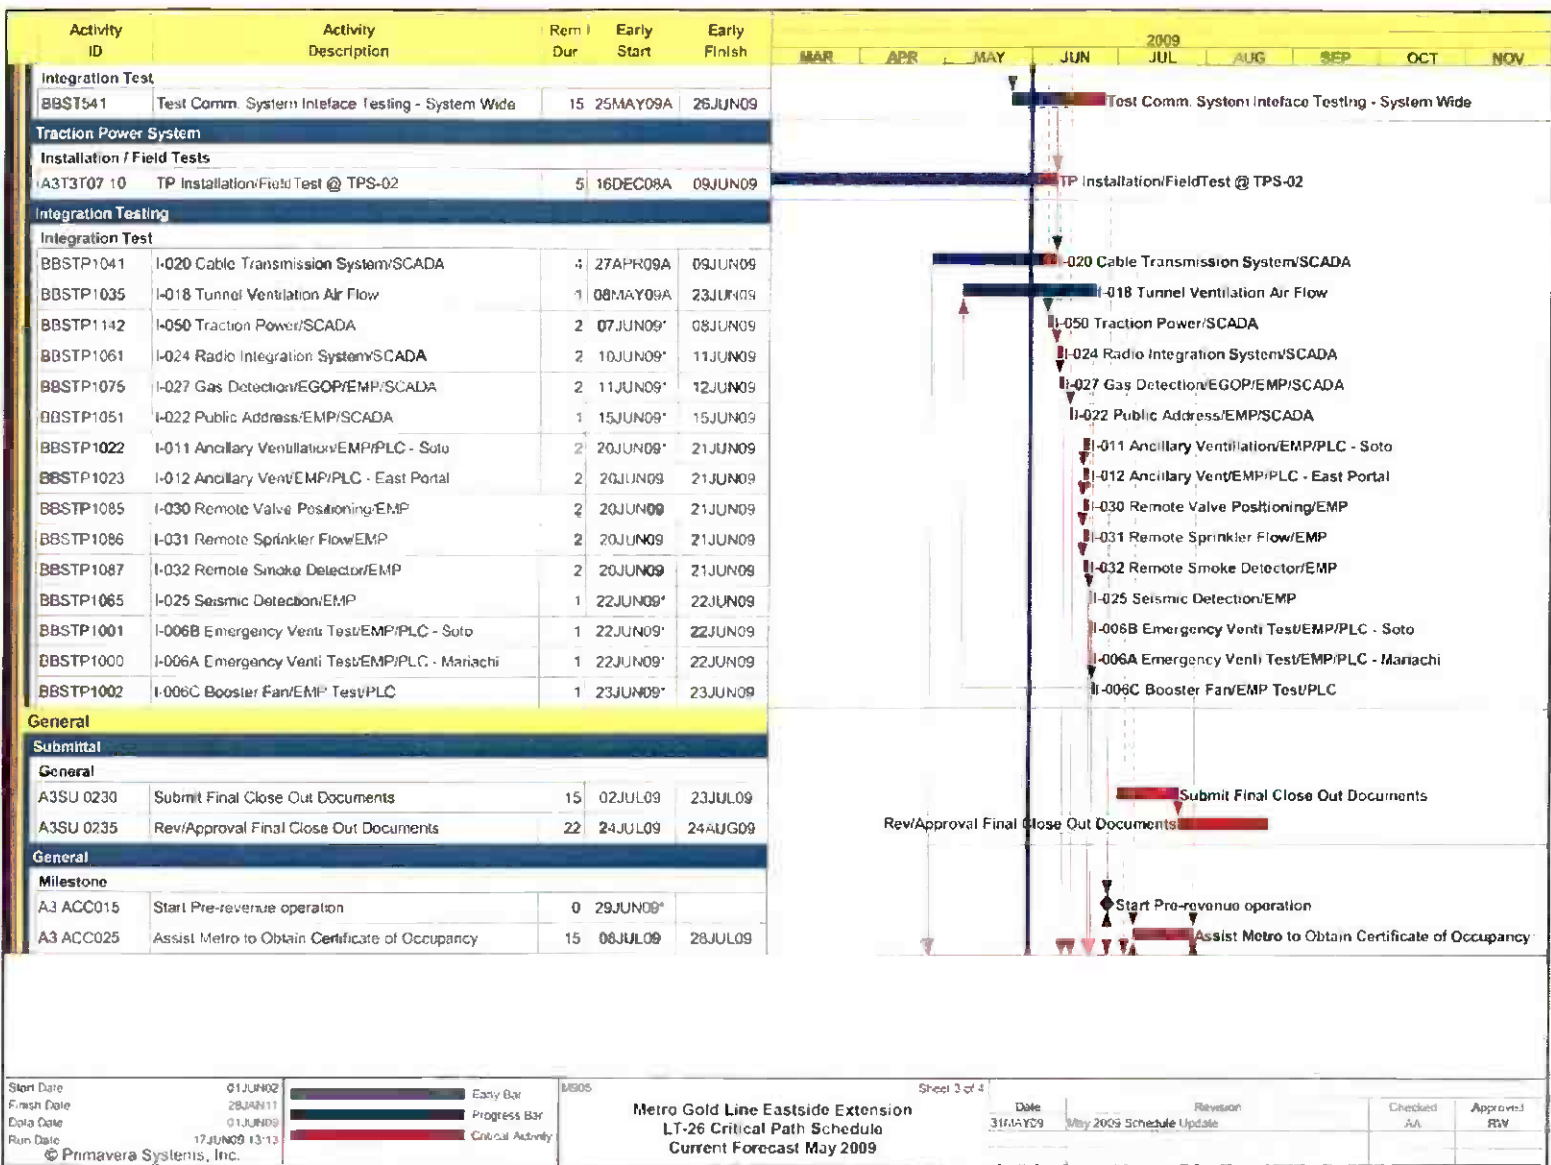 Activity ID Activity Description Rem Dur Early Start Early Finish
2009
MAR APR MAY JUN JUL AUG SEP OCT NOV
Integration Test
BBST541 Test Comm. System Inteface Testing - System Wide 15 25MAY09A 26JUN09 Test Comm. System Inteface Testing - System Wide
Traction Power System
Installation / Field Tests
A3T3T07 10 TP Installation/FieldTest @ TPS-02 5 16DEC08A 09JUN09 TP Installation/FieldTest @ TPS-02
Integration Testing
Integration Test
BBSTP1041 I-020 Cable Transmission System/SCADA 4 27APR09A 09JUN09 I-020 Cable Transmission System/SCADA
BBSTP1035 I-018 Tunnel Ventilation Air Flow 1 08MAY09A 23JUN09 I-018 Tunnel Ventilation Air Flow
BBSTP1142 I-050 Traction Power/SCADA 2 07JUN09* 08JUN09 I-050 Traction Power/SCADA
BBSTP1061 I-024 Radio Integration System/SCADA 2 10JUN09* 11JUN09 I-024 Radio Integration System/SCADA
BBSTP1075 I-027 Gas Detection/EGOP/EMP/SCADA 2 11JUN09* 12JUN09 I-027 Gas Detection/EGOP/EMP/SCADA
BBSTP1051 I-022 Public Address/EMP/SCADA 1 15JUN09* 15JUN09 I-022 Public Address/EMP/SCADA
BBSTP1022 I-011 Ancillary Ventillation/EMP/PLC - Soto 2 20JUN09* 21JUN09 I-011 Ancillary Ventillation/EMP/PLC - Soto
BBSTP1023 I-012 Ancillary Vent/EMP/PLC - East Portal 2 20JUN09 21JUN09 I-012 Ancillary Vent/EMP/PLC - East Portal
BBSTP1085 I-030 Remote Valve Positioning/EMP 2 20JUN09 21JUN09 I-030 Remote Valve Positioning/EMP
BBSTP1086 I-031 Remote Sprinkler Flow/EMP 2 20JUN09 21JUN09 I-031 Remote Sprinkler Flow/EMP
BBSTP1087 I-032 Remote Smoke Detector/EMP 2 20JUN09 21JUN09 I-032 Remote Smoke Detector/EMP
BBSTP1065 I-025 Seismic Detection/EMP 1 22JUN09* 22JUN09 I-025 Seismic Detection/EMP
BBSTP1001 I-006B Emergency Venti Test/EMP/PLC - Soto 1 22JUN09* 22JUN09 I-006B Emergency Venti Test/EMP/PLC - Soto
BBSTP1000 I-006A Emergency Venti Test/EMP/PLC - Mariachi 1 22JUN09* 22JUN09 I-006A Emergency Venti Test/EMP/PLC - Mariachi
BBSTP1002 I-006C Booster Fan/EMP Test/PLC 1 23JUN09* 23JUN09 I-006C Booster Fan/EMP Test/PLC
General
Submittal
General
A3SU 0230 Submit Final Close Out Documents 15 02JUL09 23JUL09 Submit Final Close Out Documents
A3SU 0235 Rev/Approval Final Close Out Documents 22 24JUL09 24AUG09 Rev/Approval Final Close Out Documents
General
Milestone
A3 ACC015 Start Pre-revenue operation 0 29JUN09* Start Pre-revenue operation
A3 ACC025 Assist Metro to Obtain Certificate of Occupancy 15 08JUL09 28JUL09 Assist Metro to Obtain Certificate of Occupancy
Start Date 01JUN02
Finish Date 28JAN11
Data Date 01JUN09
Run Date 17JUN09 13:13
© Primavera Systems, Inc.
Early Bar
Progress Bar
Critical Activity
MS05
Sheet 3 of 4
Metro Gold Line Eastside Extension
LT-26 Critical Path Schedule
Current Forecast May 2009
Date Revision Checked Approved
31MAY09 May 2009 Schedule Update AA RW